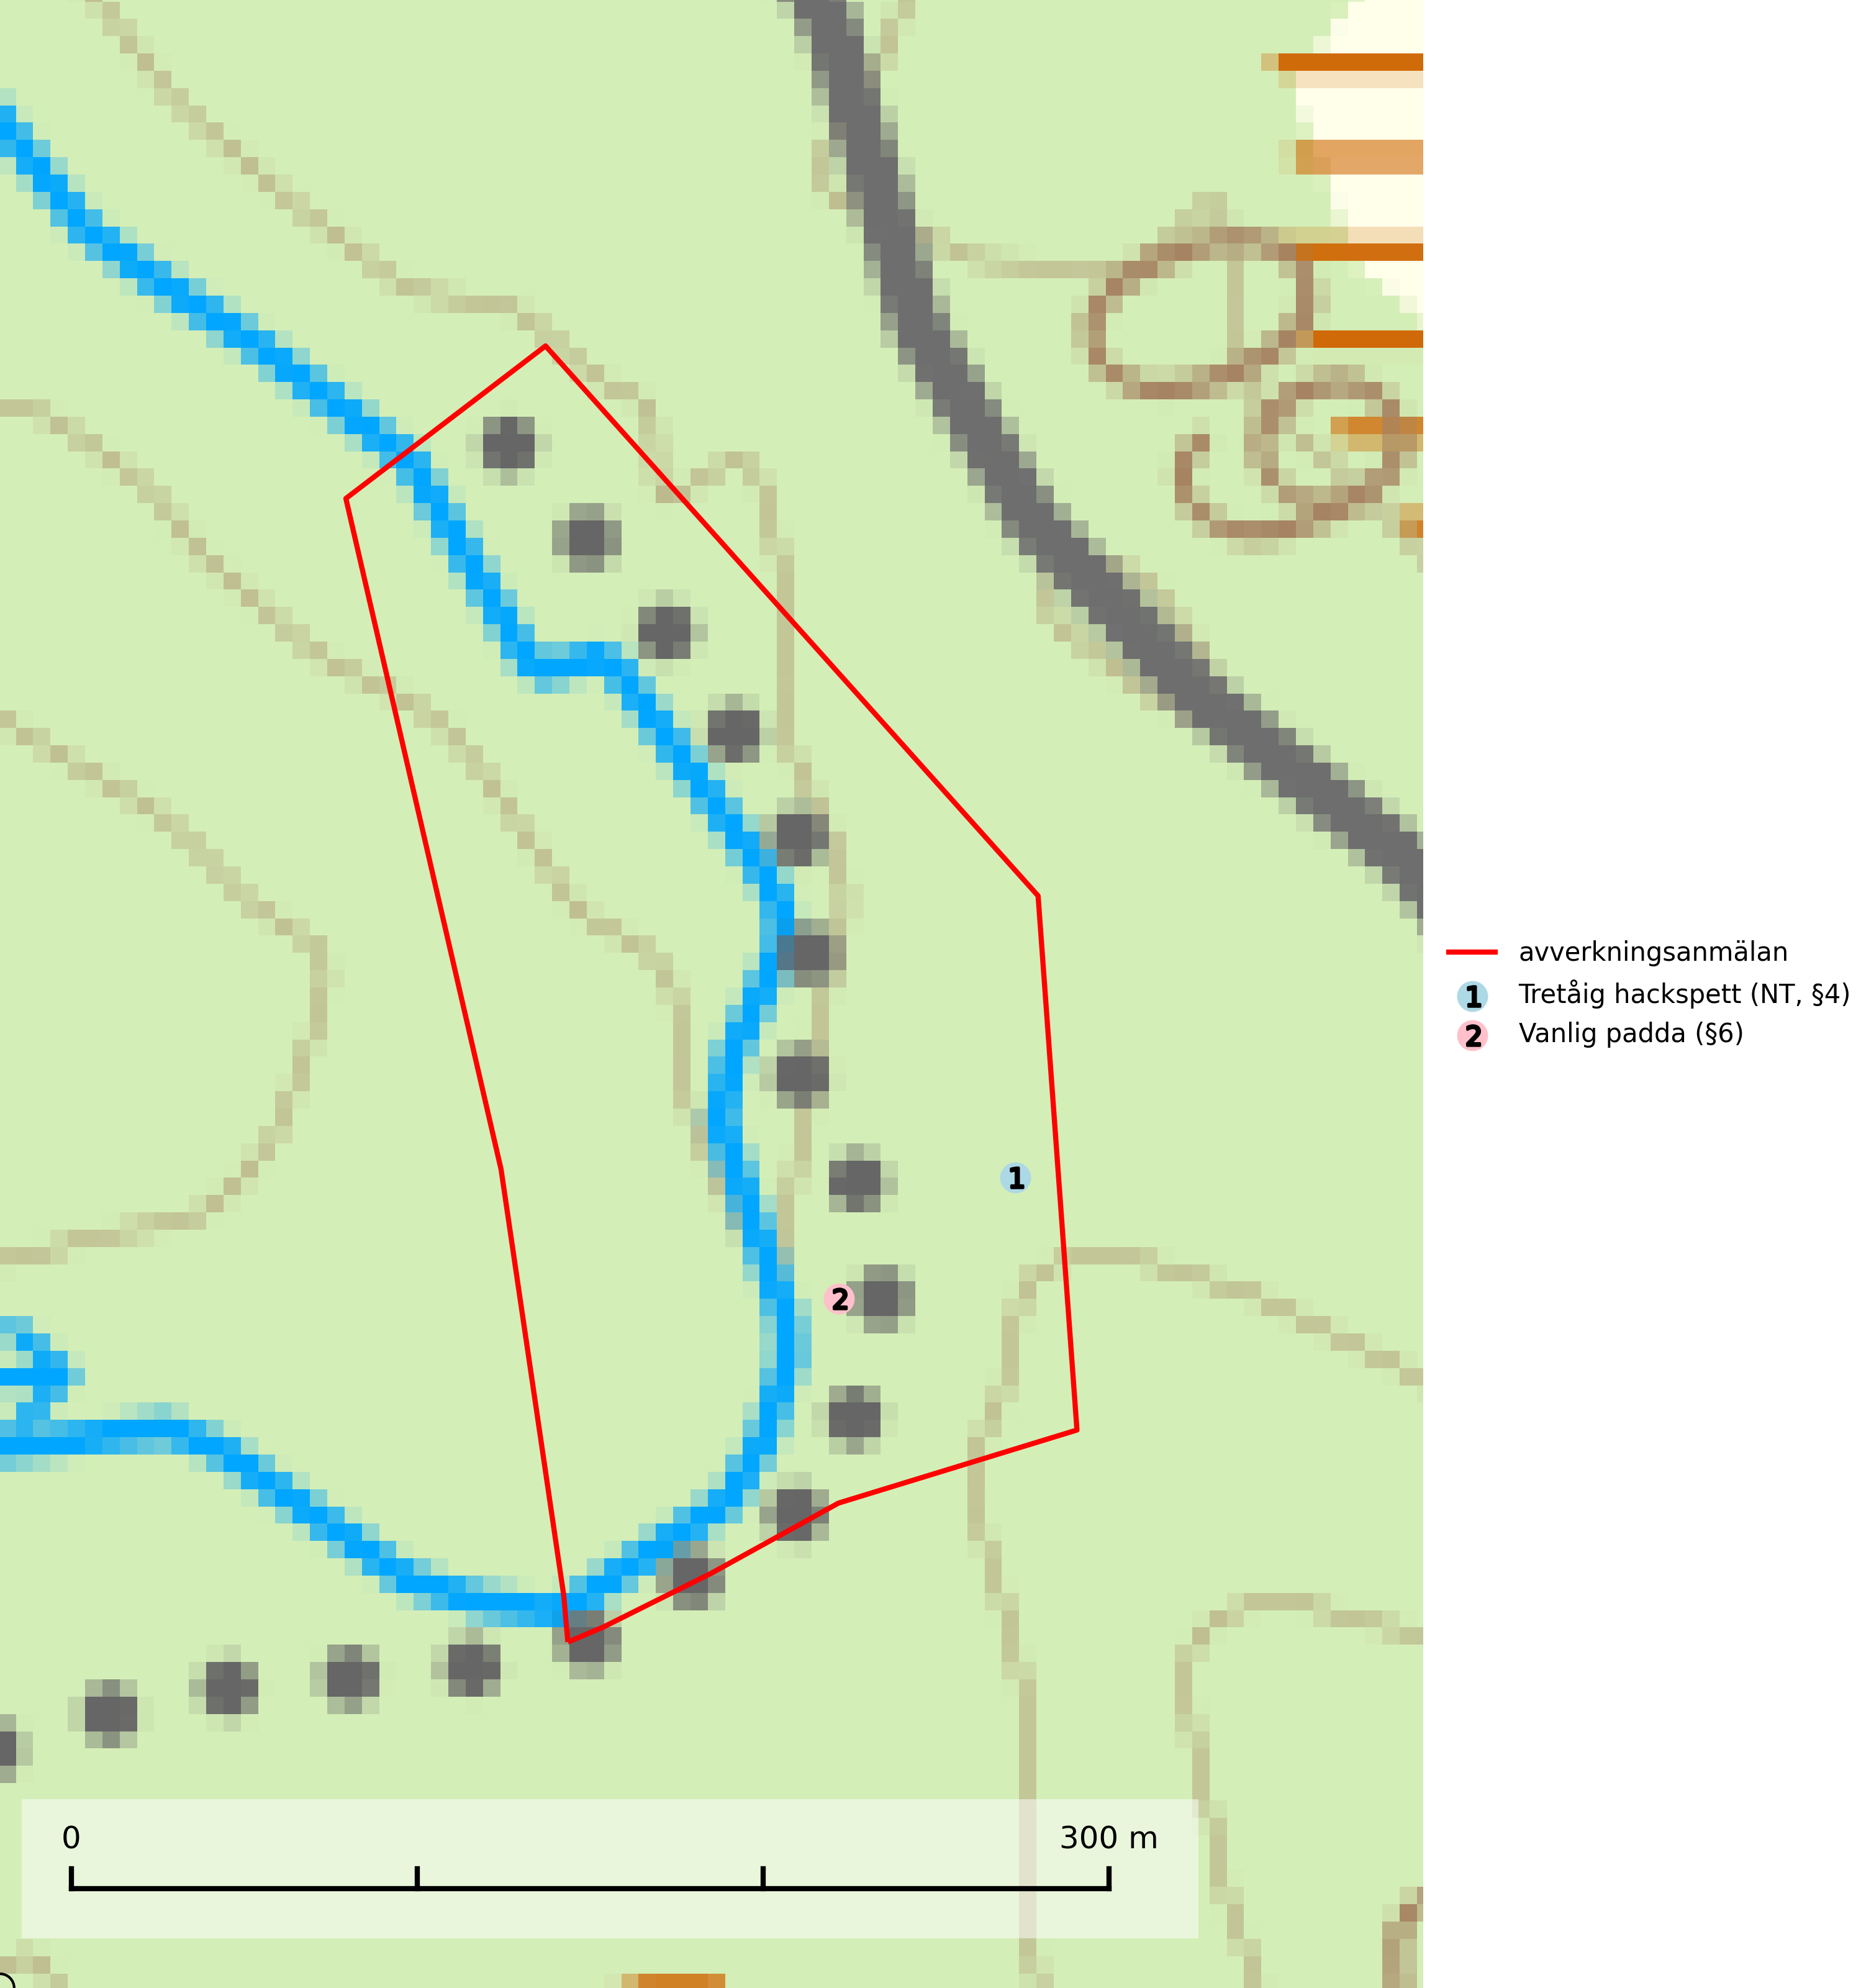 avverkningsanmälan
1 Tretåig hackspett (NT, §4)
2 Vanlig padda (§6)
1
2
0 300 m